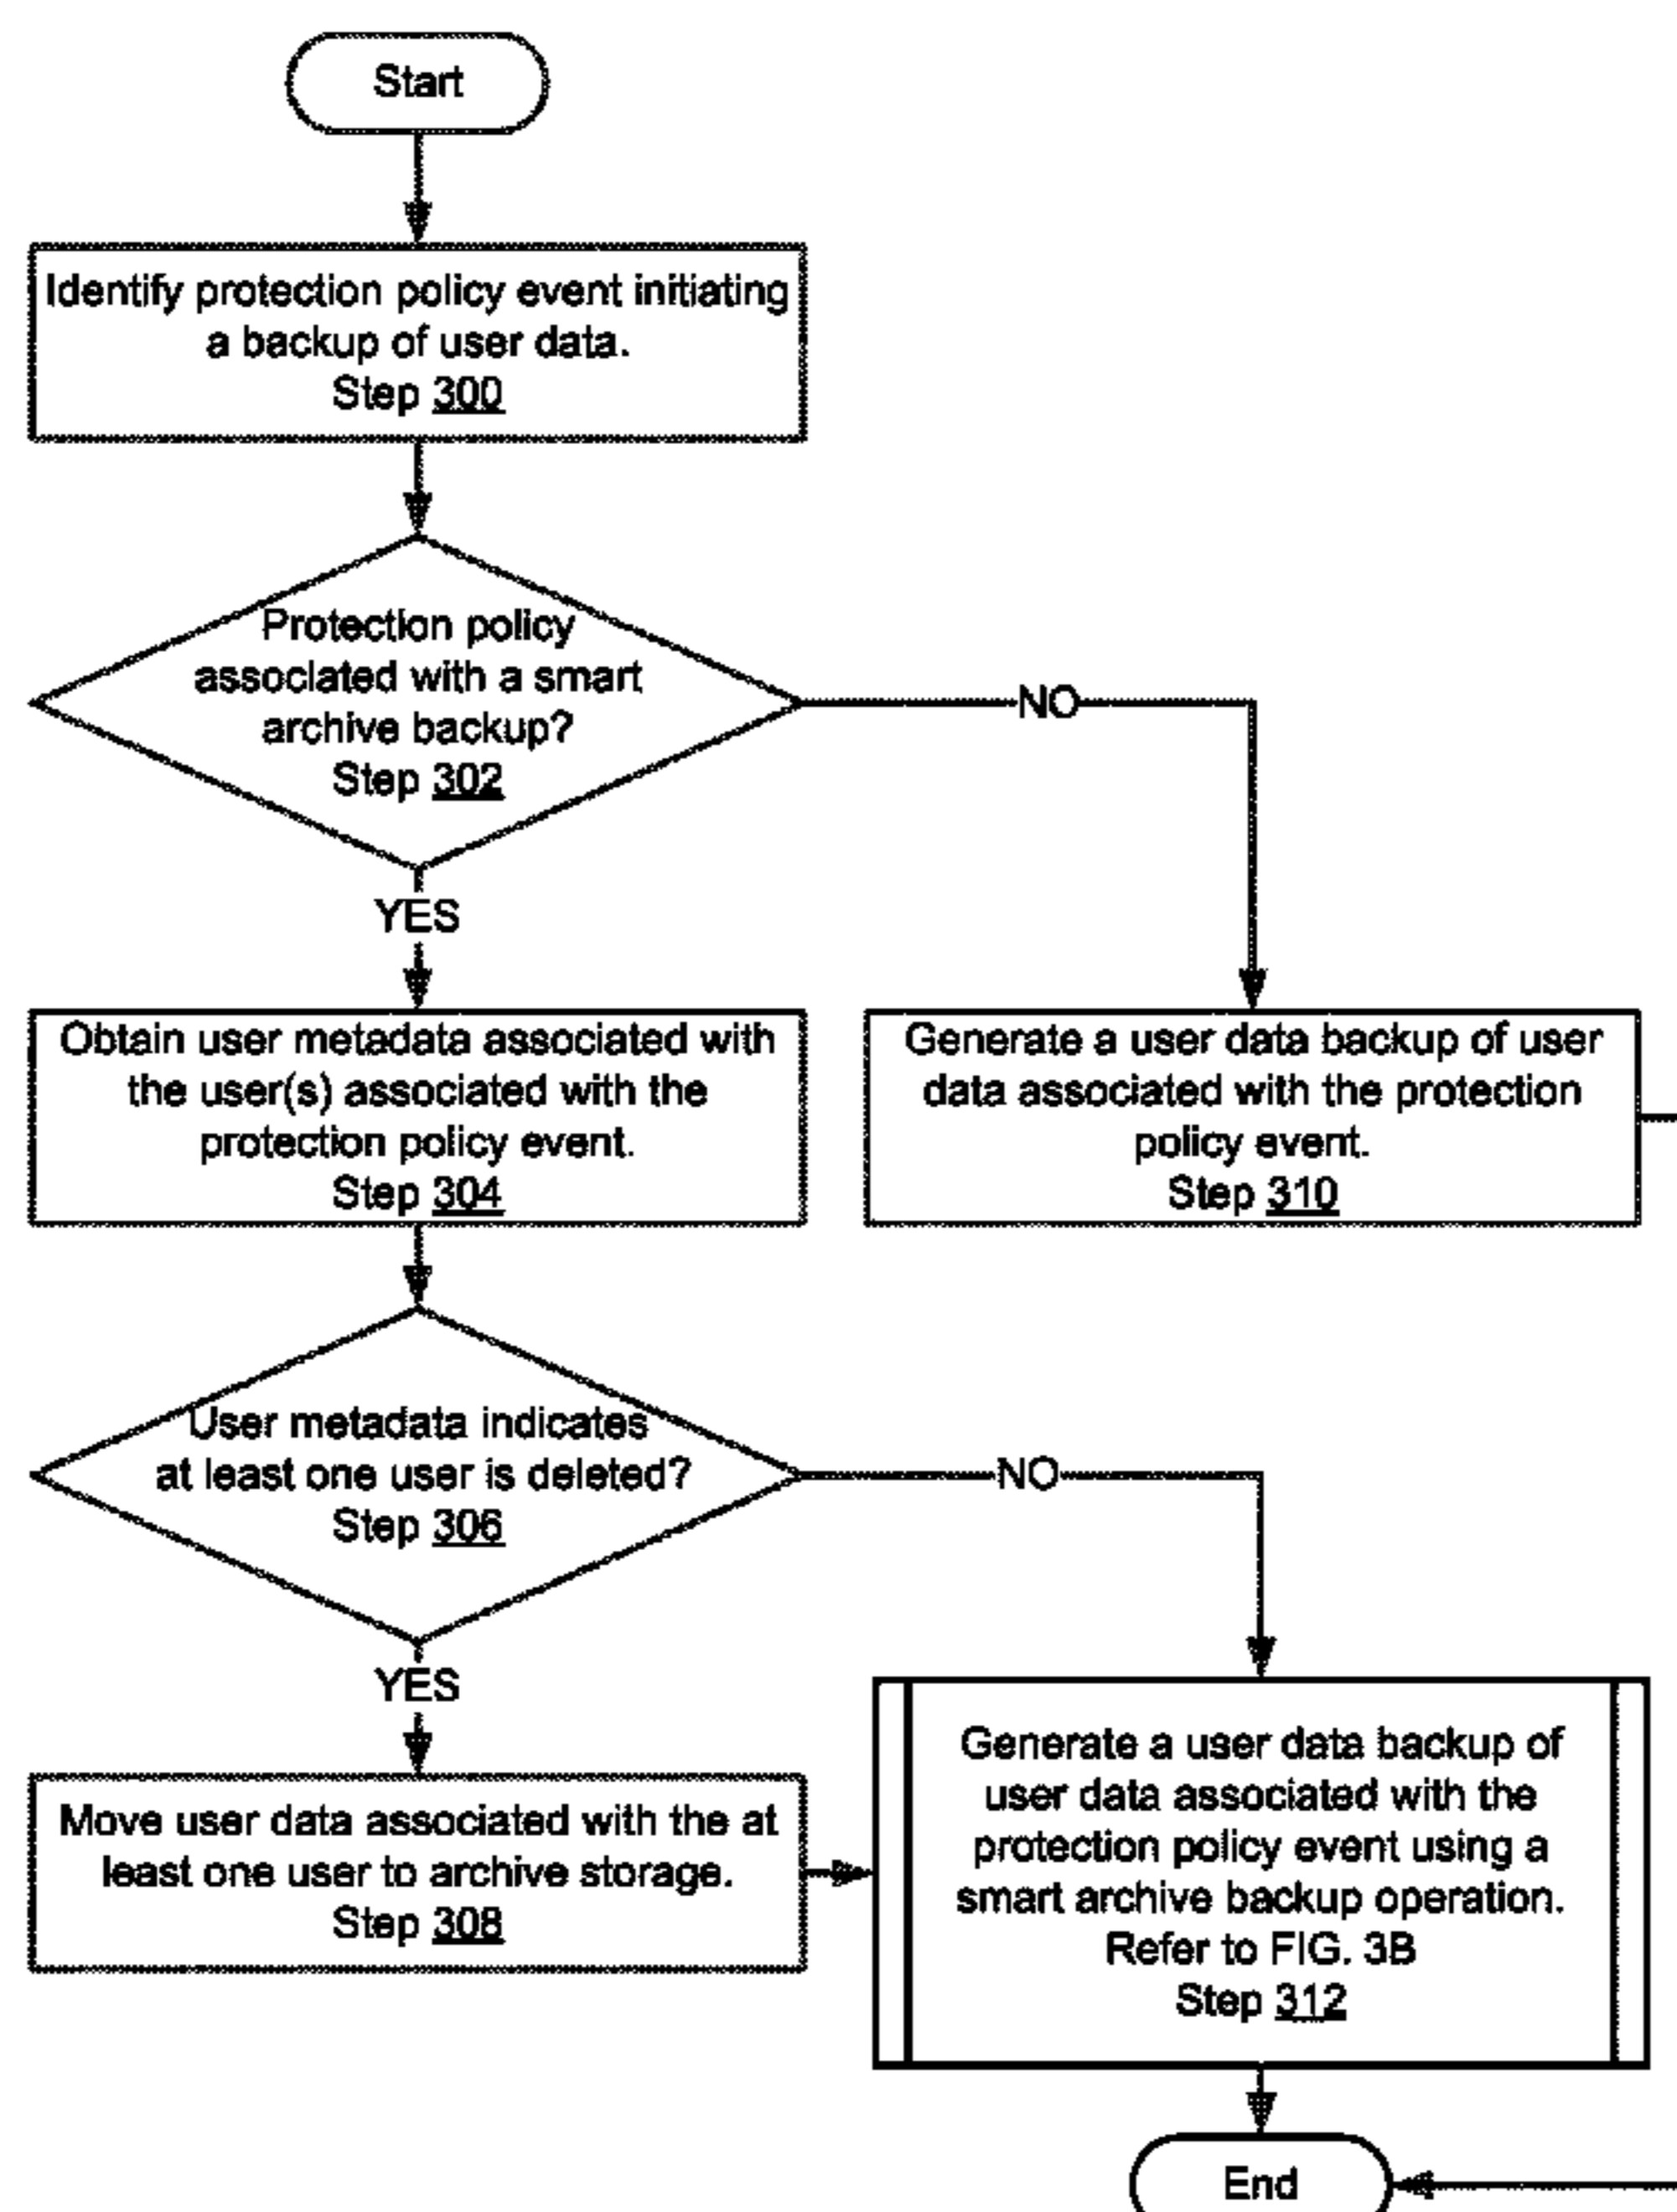 Start
Identify protection policy event initiating
a backup of user data.
Step 300
Protection policy
associated with a smart
archive backup?
Step 302
NO
YES
Obtain user metadata associated with
the user(s) associated with the
protection policy event.
Step 304
Generate a user data backup of user
data associated with the protection
policy event.
Step 310
User metadata indicates
at least one user is deleted?
Step 306
NO
YES
Move user data associated with the at
least one user to archive storage.
Step 308
Generate a user data backup of
user data associated with the
protection policy event using a
smart archive backup operation.
Refer to FIG. 3B
Step 312
End